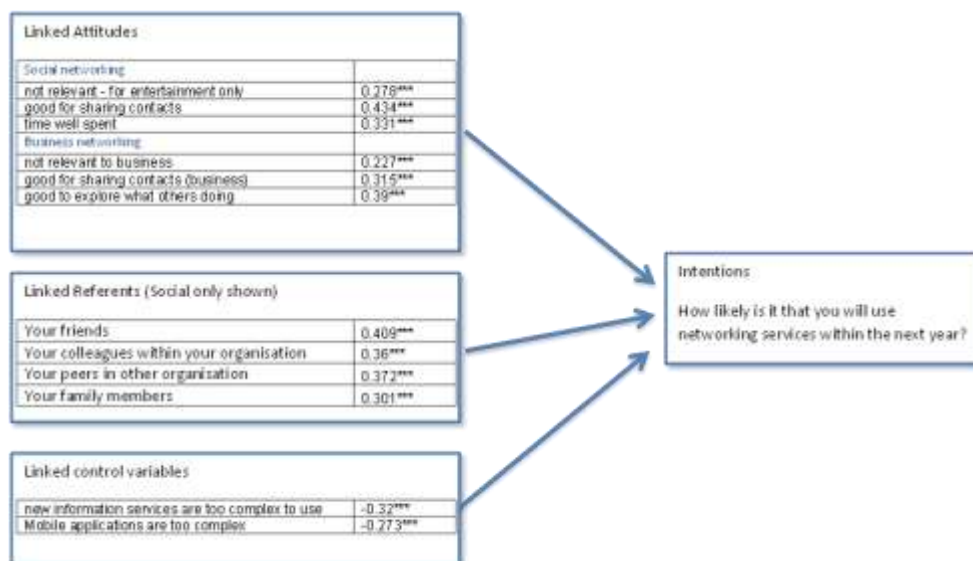 Linked Attitudes
Social networking
not relevant - for entertainment only 0.278***
good for sharing contacts 0.434***
time well spent 0.331***
Business networking
not relevant to business 0.227***
good for sharing contacts (business) 0.315***
good to explore what others doing 0.39***
Linked Referents (Social only shown)
Your friends 0.409***
Your colleagues within your organisation 0.36***
Your peers in other organisation 0.372***
Your family members 0.301***
Linked control variables
new information services are too complex to use -0.32***
Mobile applications are too complex -0.273***
Intentions
How likely is it that you will use
networking services within the next year?